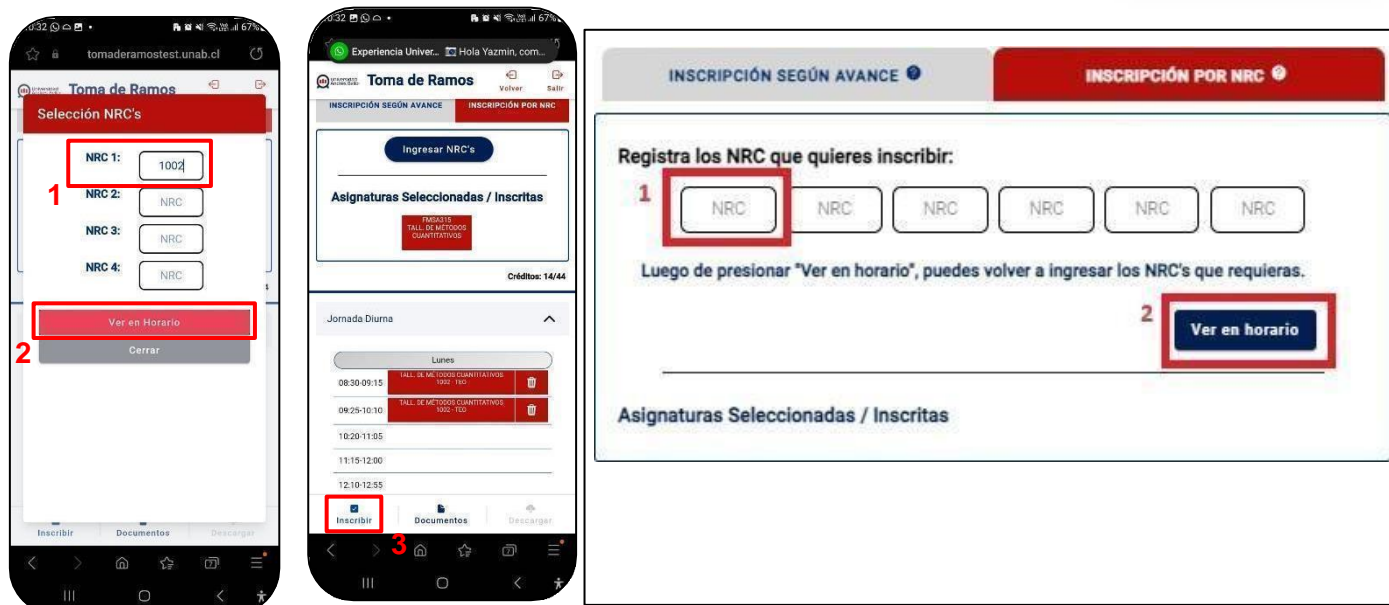 0:32
67%
tomaderamostest.unab.cl
Toma de Ramos
Selección NRC's
NRC 1:
1002
1
NRC 2:
NRC
NRC 3:
NRC
NRC 4:
NRC
Ver en Horario
2
Cerrar
Inscribir
Documentos
Descargar
0:32
67%
Experiencia Univer...
Hola Yazmin, com...
Toma de Ramos
Volver
Salir
INSCRIPCIÓN SEGÚN AVANCE
INSCRIPCIÓN POR NRC
Ingresar NRC's
Asignaturas Seleccionadas / Inscritas
FMSA315
TALL. DE MÉTODOS
CUANTITATIVOS
Créditos: 14/44
Jornada Diurna
Lunes
08:30-09:15
TALL. DE MÉTODOS CUANTITATIVOS
1002 - TEO
09:25-10:10
TALL. DE MÉTODOS CUANTITATIVOS
1002 - TEO
10:20-11:05
11:15-12:00
12:10-12:55
Inscribir
Documentos
Descargar
3
INSCRIPCIÓN SEGÚN AVANCE ?
INSCRIPCIÓN POR NRC ?
Registra los NRC que quieres inscribir:
1
NRC NRC NRC NRC NRC NRC
Luego de presionar "Ver en horario", puedes volver a ingresar los NRC's que requieras.
2
Ver en horario
Asignaturas Seleccionadas / Inscritas